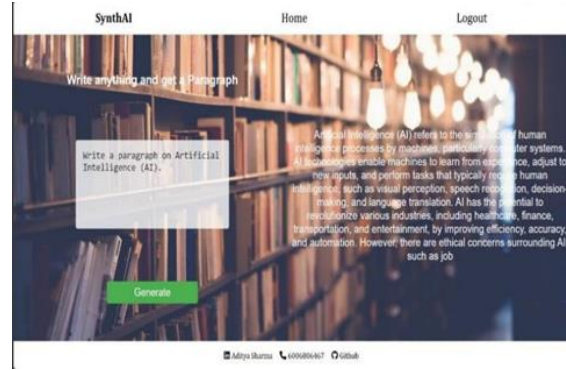 SynthAI Home Logout
Write anything and get a Paragraph
Write a paragraph on Artificial
Intelligence (AI).
Artificial Intelligence (AI) refers to the simulation of human
intelligence processes by machines, particularly computer systems.
AI technologies enable machines to learn from experience, adjust to
new inputs, and perform tasks that typically require human
intelligence, such as visual perception, speech recognition, decision-
making, and language translation. AI has the potential to
revolutionize various industries, including healthcare, finance,
transportation, and entertainment, by improving efficiency, accuracy,
and automation. However, there are ethical concerns surrounding AI
such as job
Generate
Aditya Sharma 6006806467 Github